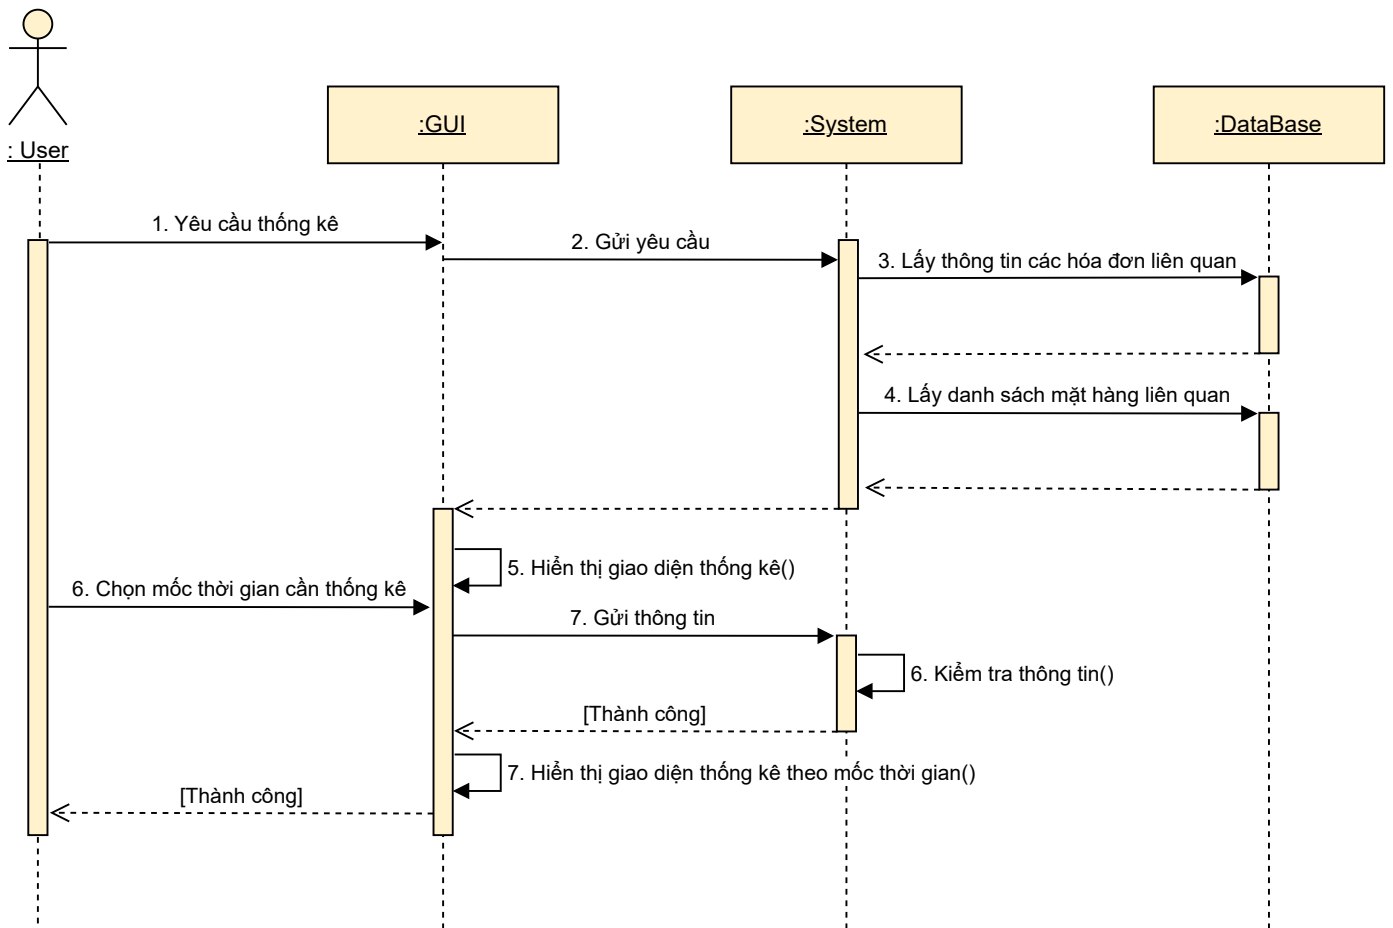 : User
:GUI
:System
:DataBase
1. Yêu cầu thống kê
2. Gửi yêu cầu
3. Lấy thông tin các hóa đơn liên quan
4. Lấy danh sách mặt hàng liên quan
5. Hiển thị giao diện thống kê()
6. Chọn mốc thời gian cần thống kê
7. Gửi thông tin
6. Kiểm tra thông tin()
[Thành công]
7. Hiển thị giao diện thống kê theo mốc thời gian()
[Thành công]